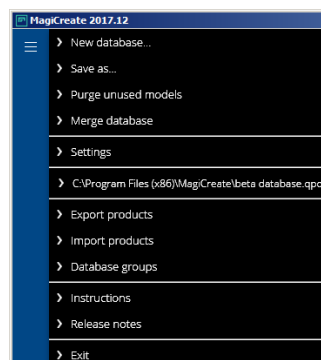 MagiCreate 2017.12
New database...
Save as...
Purge unused models
Merge database
Settings
C:\Program Files (x86)\MagiCreate\beta database.qpd
Export products
Import products
Database groups
Instructions
Release notes
Exit